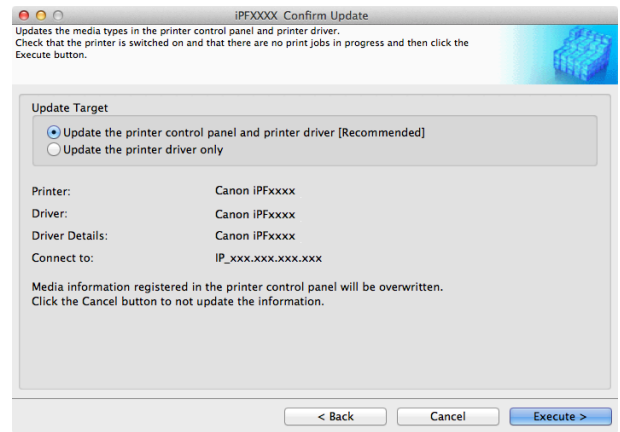 iPFXXXX Confirm Update
Updates the media types in the printer control panel and printer driver.
Check that the printer is switched on and that there are no print jobs in progress and then click the
Execute button.
Update Target
Update the printer control panel and printer driver [Recommended]
Update the printer driver only
Printer: Canon iPFxxxx
Driver: Canon iPFxxxx
Driver Details: Canon iPFxxxx
Connect to: IP_xxx.xxx.xxx.xxx
Media information registered in the printer control panel will be overwritten.
Click the Cancel button to not update the information.
< Back Cancel Execute >